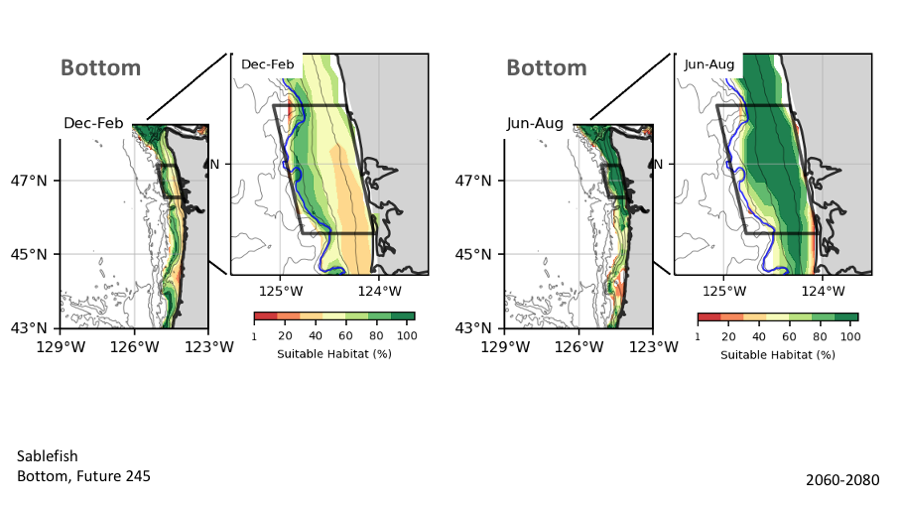 Bottom
Dec-Feb
Dec-Feb
N
47°N
45°N
43°N
129°W 126°W 123°W
125°W 124°W
1 20 40 60 80 100
Suitable Habitat (%)
Bottom
Jun-Aug
Jun-Aug
N
47°N
45°N
43°N
129°W 126°W 123°W
125°W 124°W
1 20 40 60 80 100
Suitable Habitat (%)
Sablefish
Bottom, Future 245
2060-2080